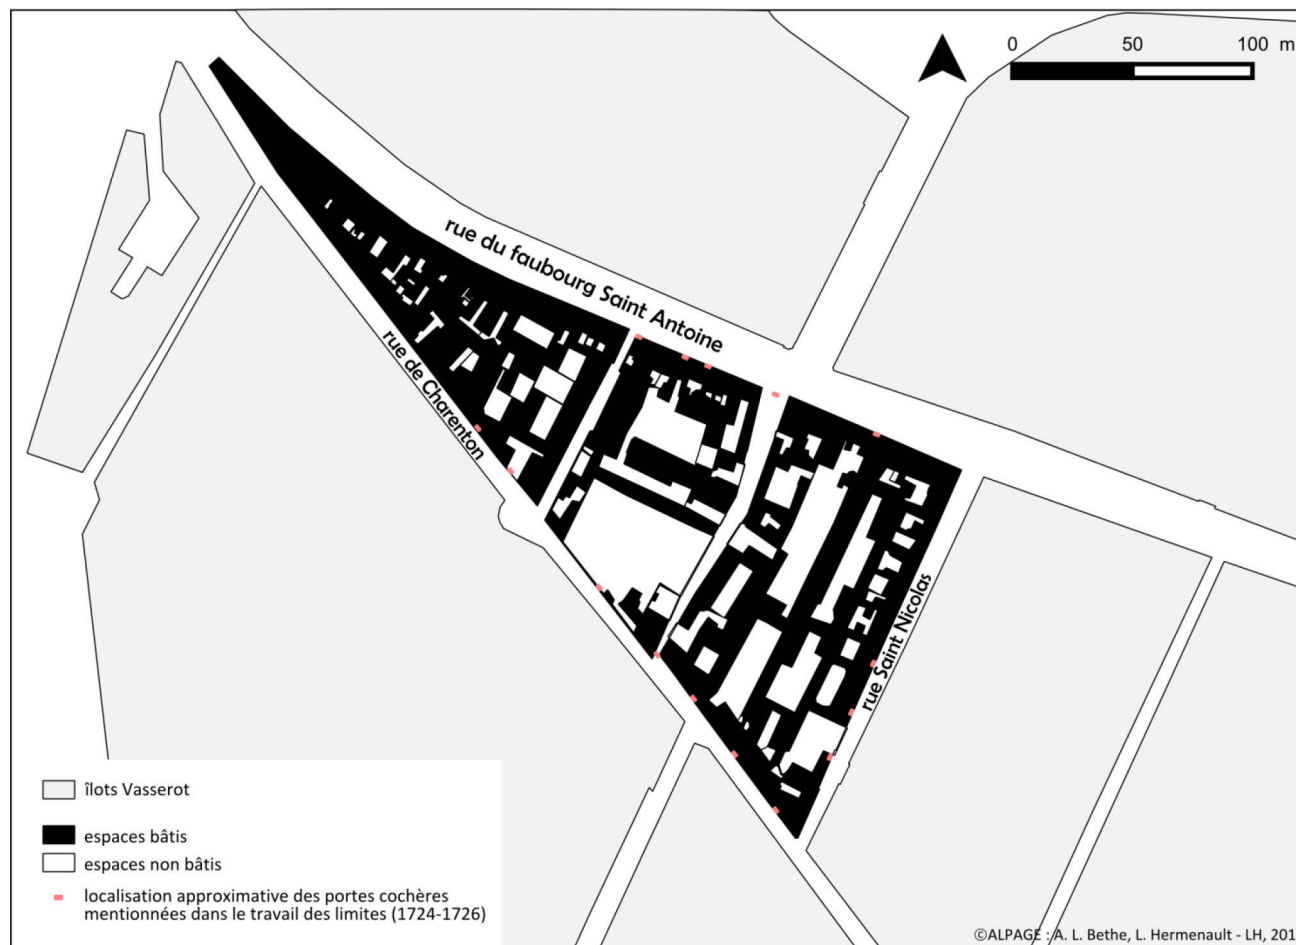 0 50 100 m
rue du faubourg Saint Antoine
rue de Charenton
rue Saint Nicolas
îlots Vasserot
espaces bâtis
espaces non bâtis
localisation approximative des portes cochères
mentionnées dans le travail des limites (1724-1726)
©ALPAGE : A. L. Bethe, L. Hermenault - LH, 201